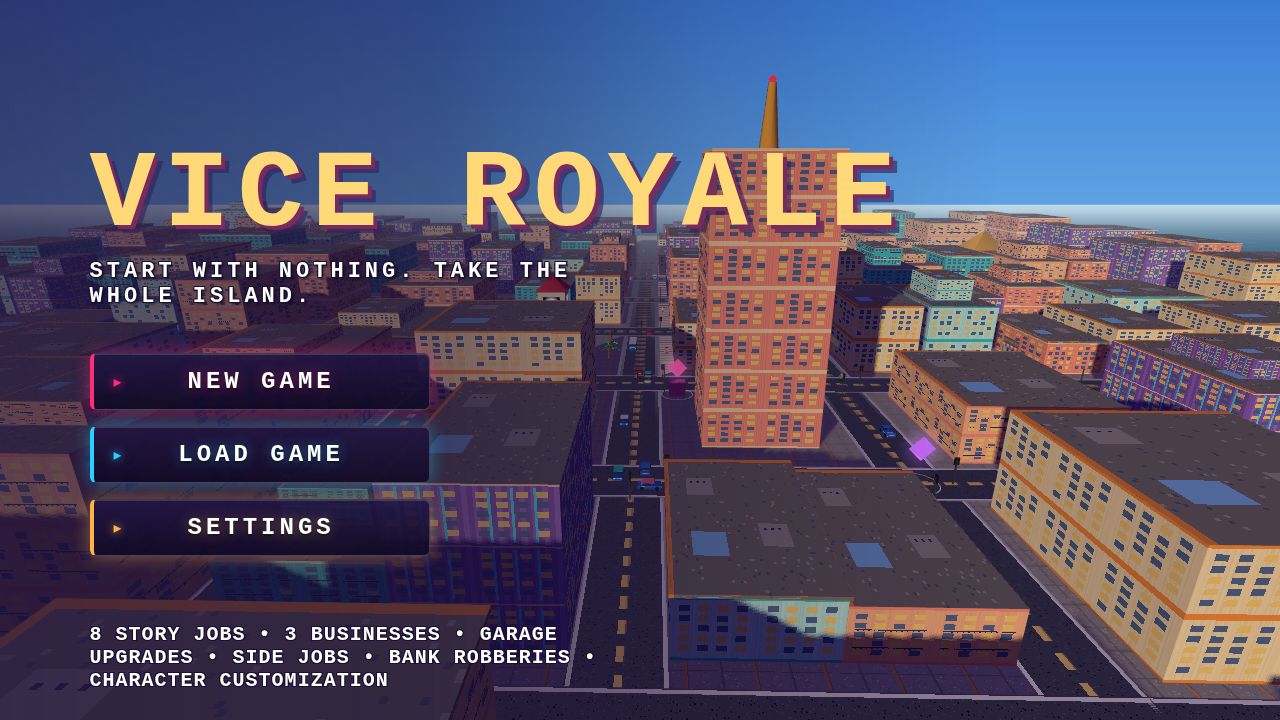 VICE ROYALE
START WITH NOTHING. TAKE THE
WHOLE ISLAND.
▸ NEW GAME
▸ LOAD GAME
▸ SETTINGS
8 STORY JOBS • 3 BUSINESSES • GARAGE
UPGRADES • SIDE JOBS • BANK ROBBERIES •
CHARACTER CUSTOMIZATION